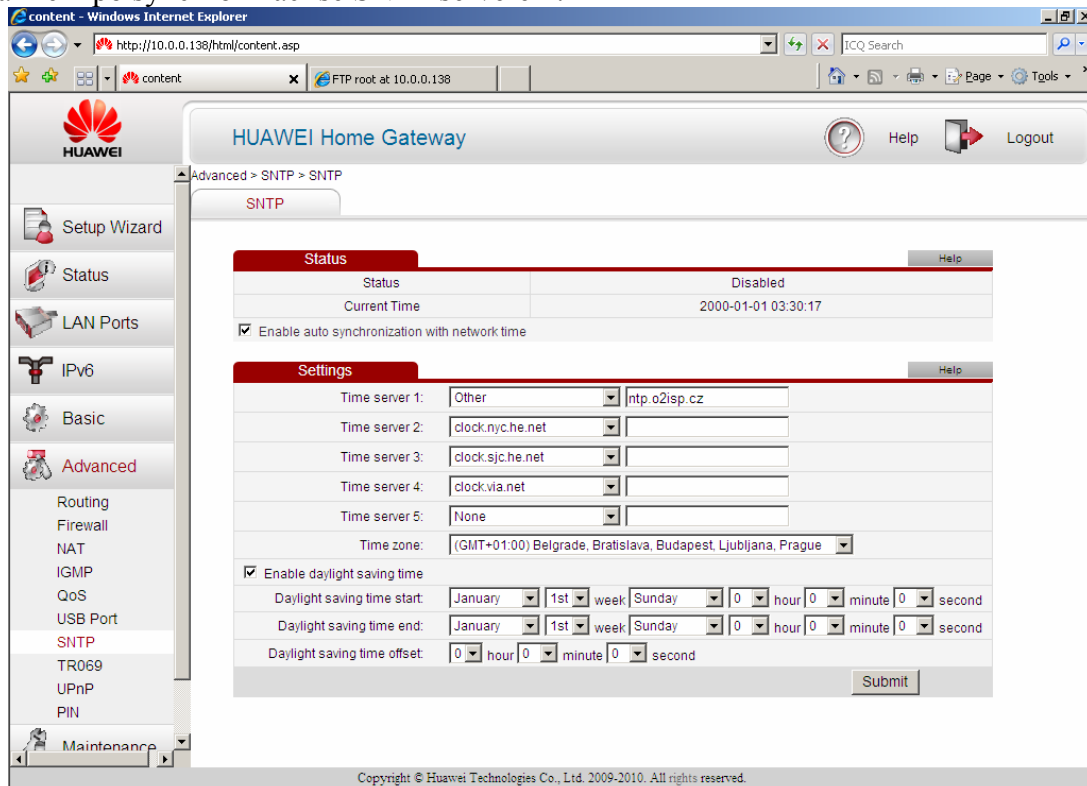 content - Windows Internet Explorer
http://10.0.0.138/html/content.asp
ICQ Search
content
FTP root at 10.0.0.138
Page
Tools
HUAWEI
HUAWEI Home Gateway
Help
Logout
Advanced > SNTP > SNTP
SNTP
Setup Wizard
Status
LAN Ports
IPv6
Basic
Advanced
Routing
Firewall
NAT
IGMP
QoS
USB Port
SNTP
TR069
UPnP
PIN
Maintenance
Status Help
Status Disabled
Current Time 2000-01-01 03:30:17
Enable auto synchronization with network time
Settings Help
Time server 1: Other ntp.o2isp.cz
Time server 2: clock.nyc.he.net
Time server 3: clock.sjc.he.net
Time server 4: clock.via.net
Time server 5: None
Time zone: (GMT+01:00) Belgrade, Bratislava, Budapest, Ljubljana, Prague
Enable daylight saving time
Daylight saving time start: January 1st week Sunday 0 hour 0 minute 0 second
Daylight saving time end: January 1st week Sunday 0 hour 0 minute 0 second
Daylight saving time offset: 0 hour 0 minute 0 second
Submit
Copyright © Huawei Technologies Co., Ltd. 2009-2010. All rights reserved.